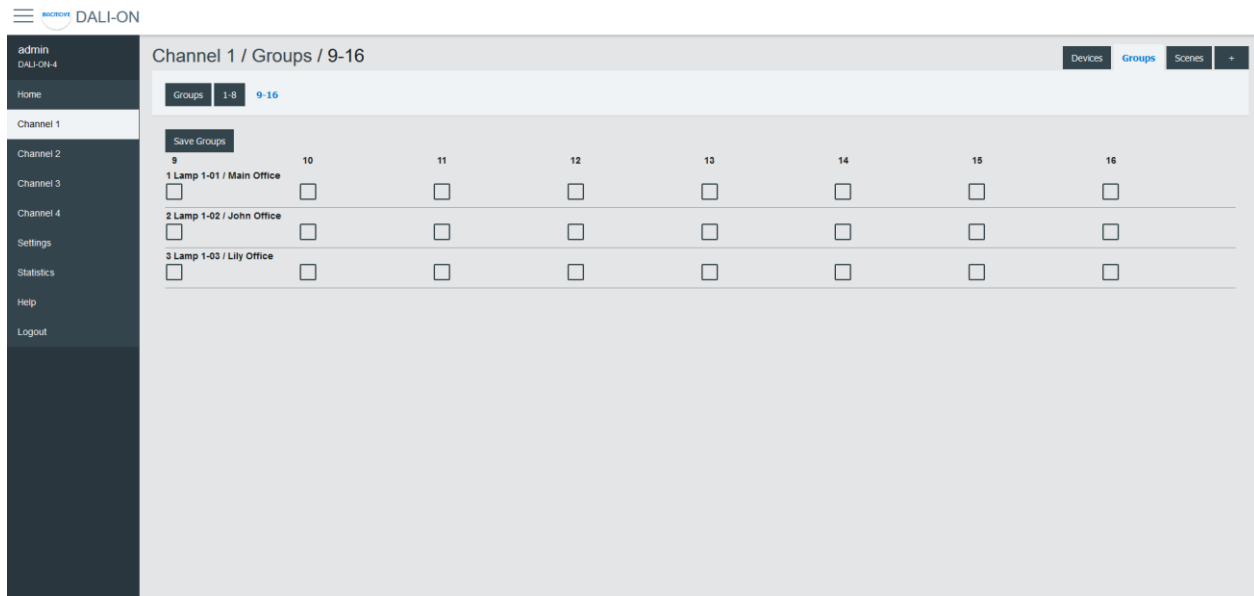 DALI-ON
admin
DALI-ON-4
Home
Channel 1
Channel 2
Channel 3
Channel 4
Settings
Statistics
Help
Logout
Channel 1 / Groups / 9-16
Devices Groups Scenes +
Groups 1-8 9-16
Save Groups
9 10 11 12 13 14 15 16
1 Lamp 1-01 / Main Office
2 Lamp 1-02 / John Office
3 Lamp 1-03 / Lily Office